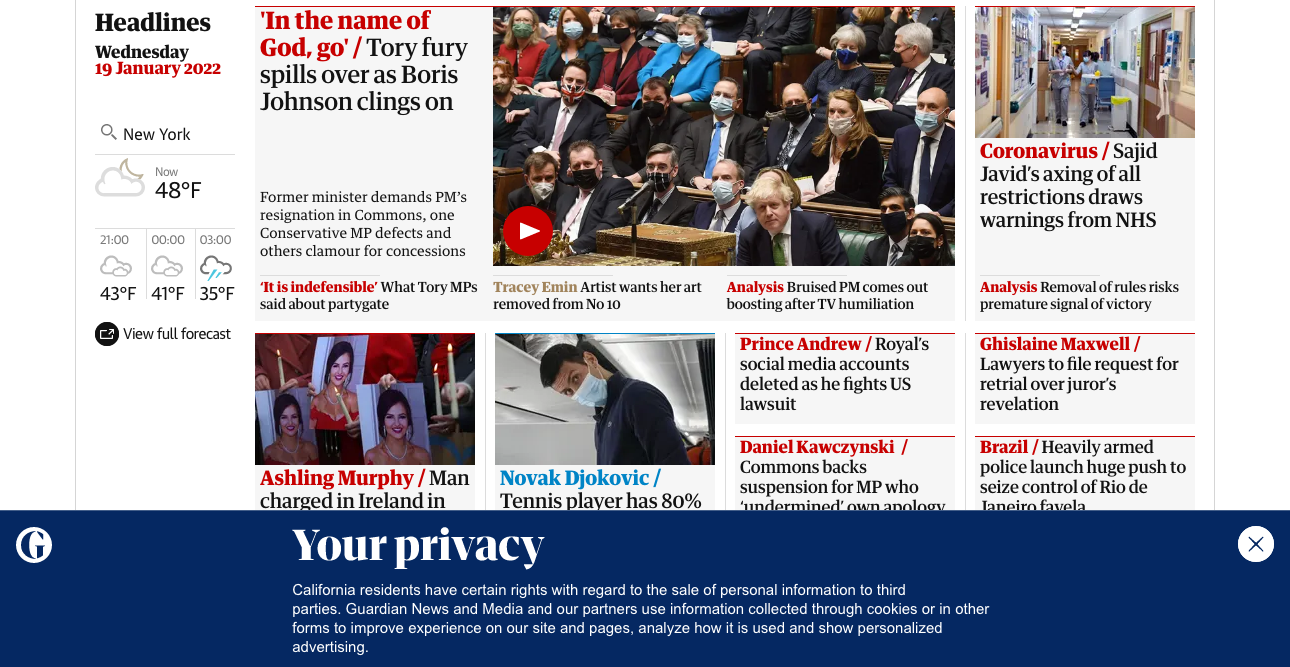 Headlines
Wednesday
19 January 2022
New York
Now
48°F
21:00
00:00
03:00
43°F
41°F
35°F
View full forecast
'In the name of
God, go' / Tory fury
spills over as Boris
Johnson clings on
Former minister demands PM's
resignation in Commons, one
Conservative MP defects and
others clamour for concessions
'It is indefensible' What Tory MPs
said about partygate
Tracey Emin Artist wants her art
removed from No 10
Analysis Bruised PM comes out
boosting after TV humiliation
Coronavirus / Sajid
Javid's axing of all
restrictions draws
warnings from NHS
Analysis Removal of rules risks
premature signal of victory
Ashling Murphy / Man
charged in Ireland in
Novak Djokovic /
Tennis player has 80%
Prince Andrew / Royal's
social media accounts
deleted as he fights US
lawsuit
Ghislaine Maxwell /
Lawyers to file request for
retrial over juror's
revelation
Daniel Kawczynski /
Commons backs
suspension for MP who
'undermined' own apology
Brazil / Heavily armed
police launch huge push to
seize control of Rio de
Janeiro favela
G
Your privacy
California residents have certain rights with regard to the sale of personal information to third
parties. Guardian News and Media and our partners use information collected through cookies or in other
forms to improve experience on our site and pages, analyze how it is used and show personalized
advertising.